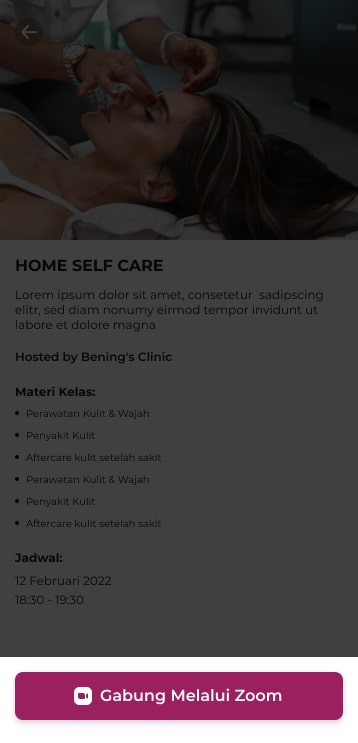 HOME SELF CARE
Lorem ipsum dolor sit amet, consetetur sadipscing
elitr, sed diam nonumy eirmod tempor invidunt ut
labore et dolore magna
Hosted by Bening's Clinic
Materi Kelas:
Perawatan Kulit & Wajah
Penyakit Kulit
Aftercare kulit setelah sakit
Perawatan Kulit & Wajah
Penyakit Kulit
Aftercare kulit setelah sakit
Jadwal:
12 Februari 2022
18:30 - 19:30
Gabung Melalui Zoom